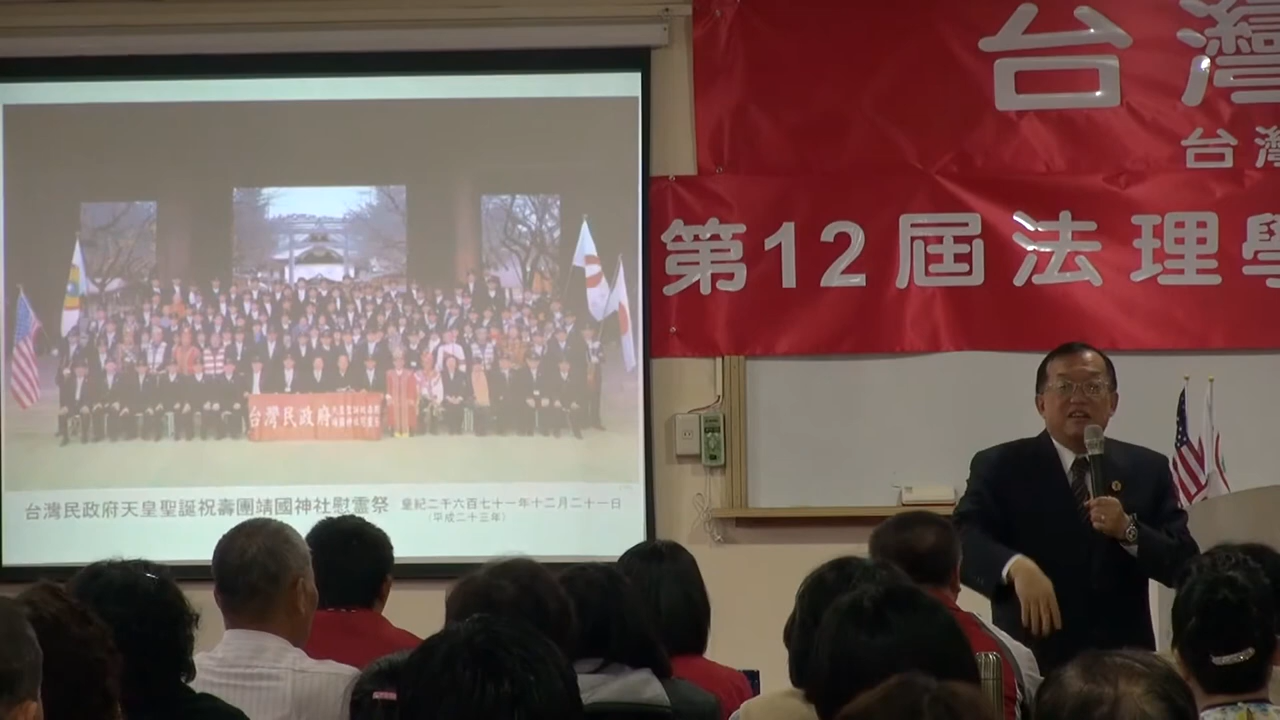 台灣
台灣
第12屆法理學
台灣民政府
台灣民政府天皇聖誕祝壽團靖國神社慰霊祭 皇紀二千六百七十一年十二月二十一日
(平成二十三年)